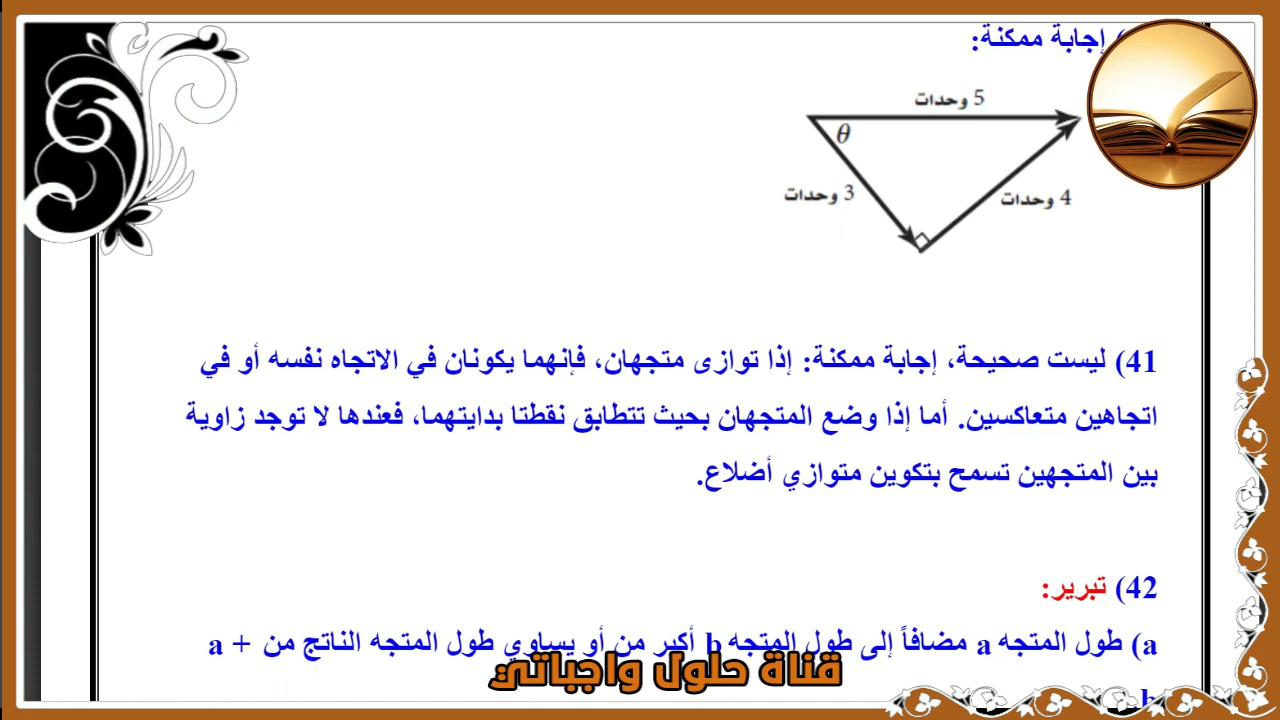 ) إجابة ممكنة:
5 وحدات
θ
3 وحدات
4 وحدات
41) ليست صحيحة، إجابة ممكنة: إذا توازى متجهان، فإنهما يكونان في الاتجاه نفسه أو في
اتجاهين متعاكسين. أما إذا وضع المتجهان بحيث تتطابق نقطتا بدايتهما، فعندها لا توجد زاوية
بين المتجهين تسمح بتكوين متوازي أضلاع.
42) تبرير:
a) طول المتجه a مضافاً إلى طول المتجه b أكبر من أو يساوي طول المتجه الناتج من a +
b.
قناة حلول واجباتي